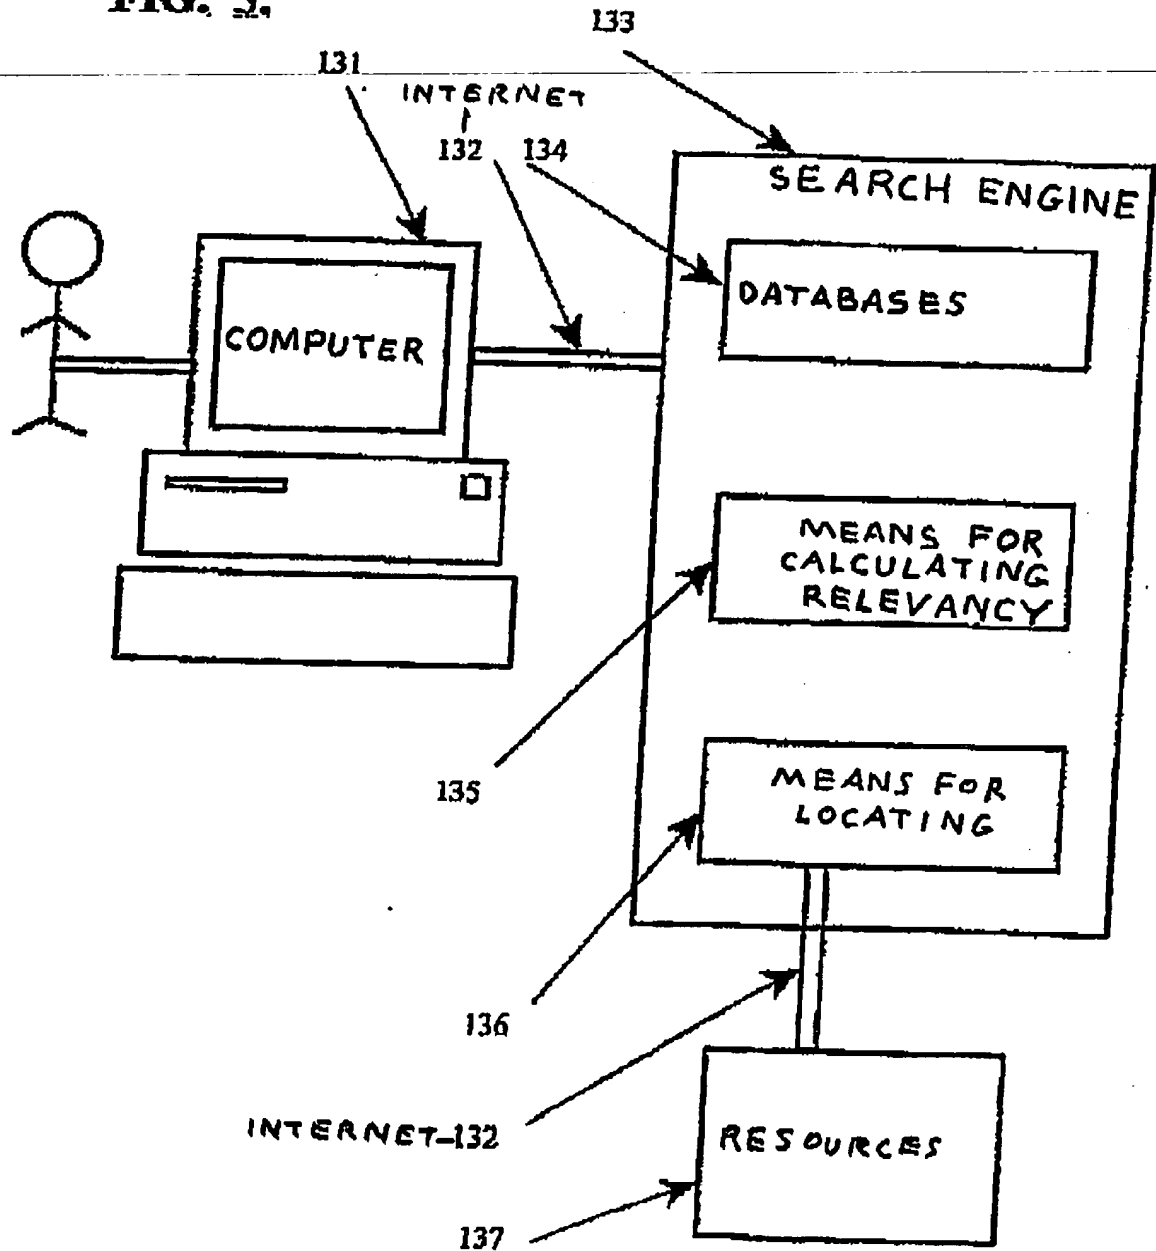 133
131
INTERNET
132
134
SEARCH ENGINE
DATABASES
COMPUTER
MEANS FOR
CALCULATING
RELEVANCY
135
MEANS FOR
LOCATING
136
INTERNET-132
RESOURCES
137